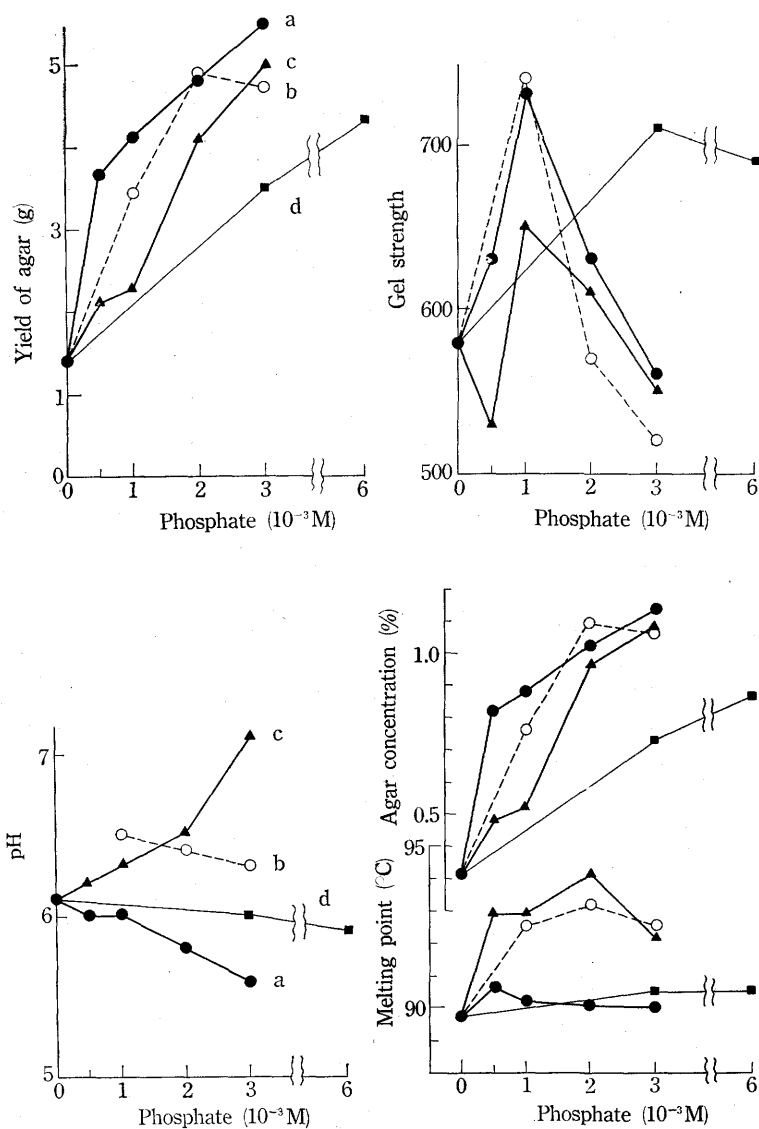 a
c
b
d
5
3
1
0
Yield of agar (g)
0 1 2 3 6
Phosphate (10⁻³M)
700
600
500
Gel strength
0 1 2 3 6
Phosphate (10⁻³M)
7
6
5
pH
c
b
d
a
0 1 2 3 6
Phosphate (10⁻³M)
1.0
0.5
Agar concentration (%)
95
90
Melting point (°C)
0 1 2 3 6
Phosphate (10⁻³M)